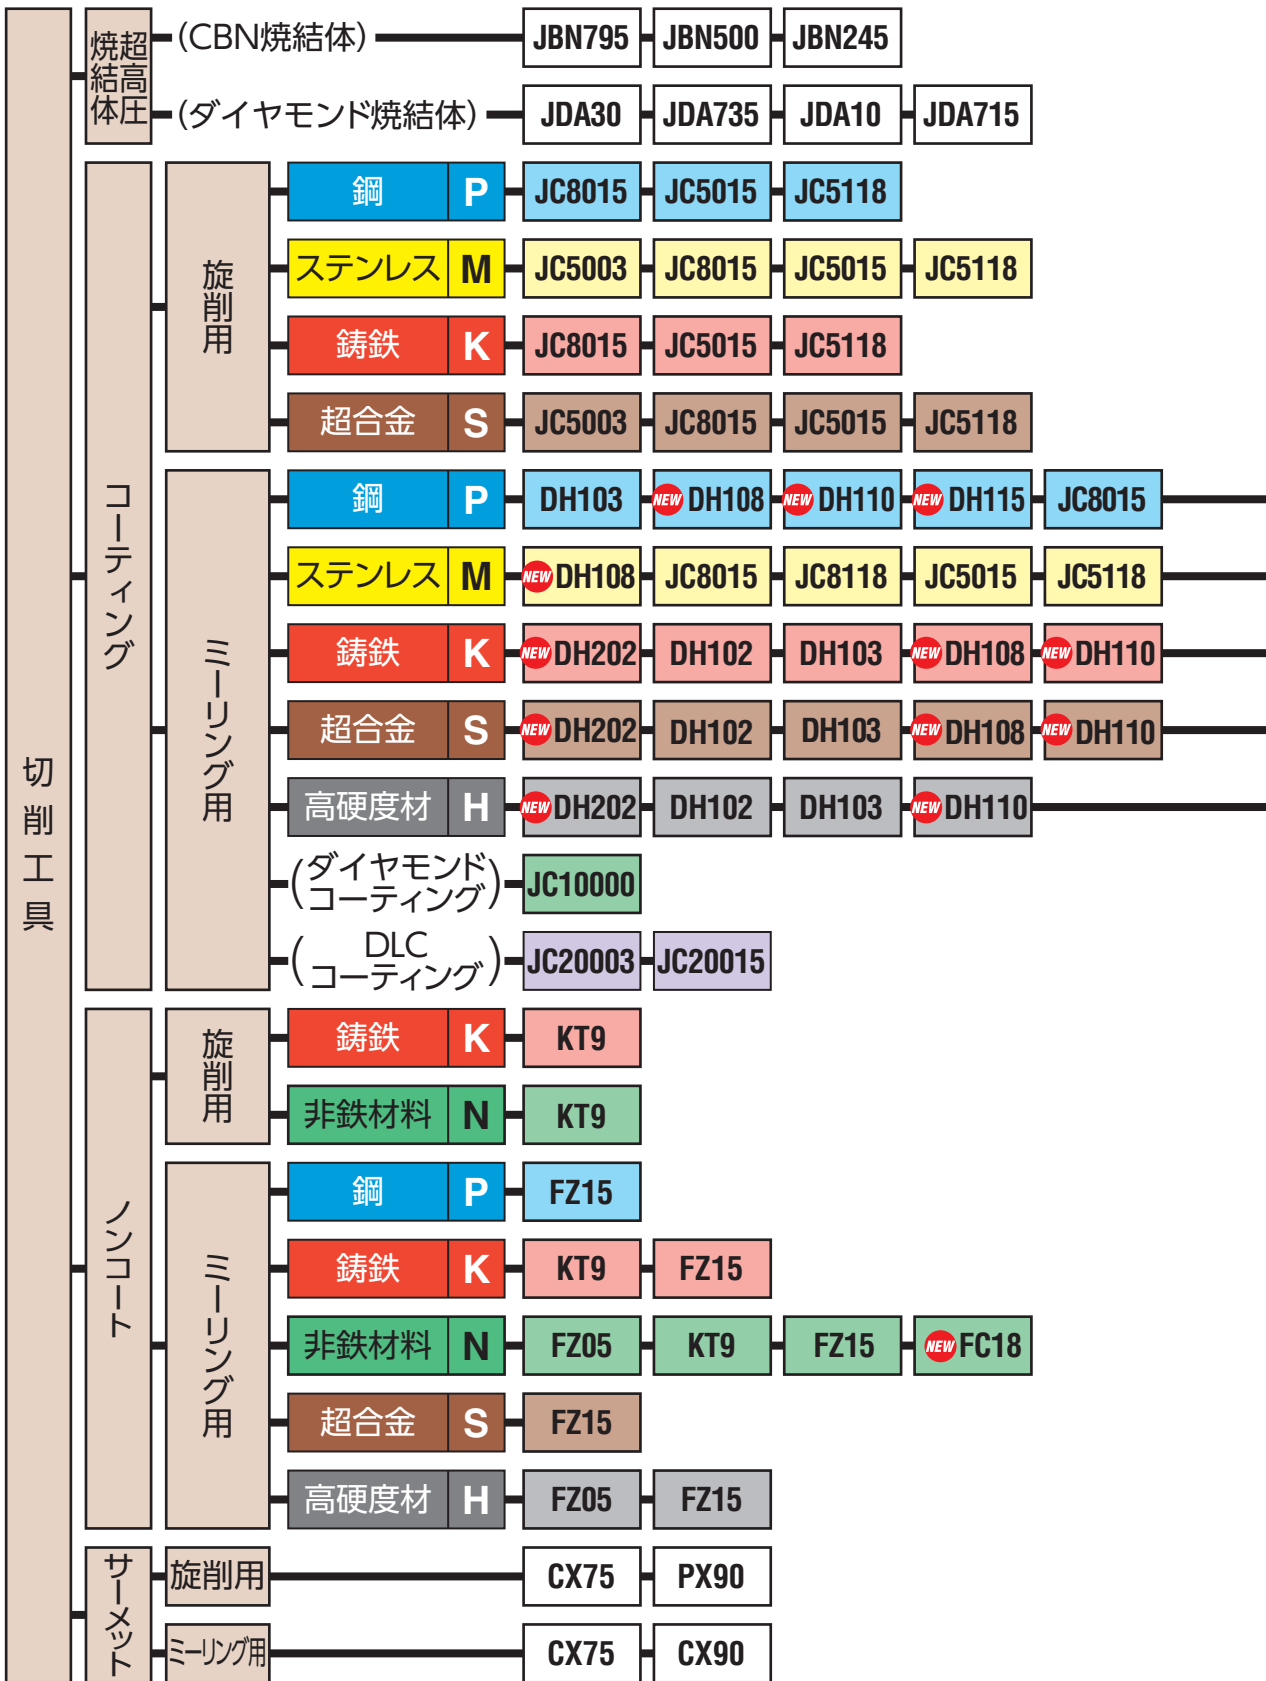 切削工具
超高圧焼結体
(CBN焼結体) JBN795 JBN500 JBN245
(ダイヤモンド焼結体) JDA30 JDA735 JDA10 JDA715
コーティング
旋削用
鋼 P JC8015 JC5015 JC5118
ステンレス M JC5003 JC8015 JC5015 JC5118
鋳鉄 K JC8015 JC5015 JC5118
超合金 S JC5003 JC8015 JC5015 JC5118
ミーリング用
鋼 P DH103 NEW DH108 NEW DH110 NEW DH115 JC8015
ステンレス M NEW DH108 JC8015 JC8118 JC5015 JC5118
鋳鉄 K NEW DH202 DH102 DH103 NEW DH108 NEW DH110
超合金 S NEW DH202 DH102 DH103 NEW DH108 NEW DH110
高硬度材 H NEW DH202 DH102 DH103 NEW DH110
(ダイヤモンド
コーティング) JC10000
(DLC
コーティング) JC20003 JC20015
ノンコート
旋削用
鋳鉄 K KT9
非鉄材料 N KT9
ミーリング用
鋼 P FZ15
鋳鉄 K KT9 FZ15
非鉄材料 N FZ05 KT9 FZ15 NEW FC18
超合金 S FZ15
高硬度材 H FZ05 FZ15
サーメット
旋削用 CX75 PX90
ミーリング用 CX75 CX90